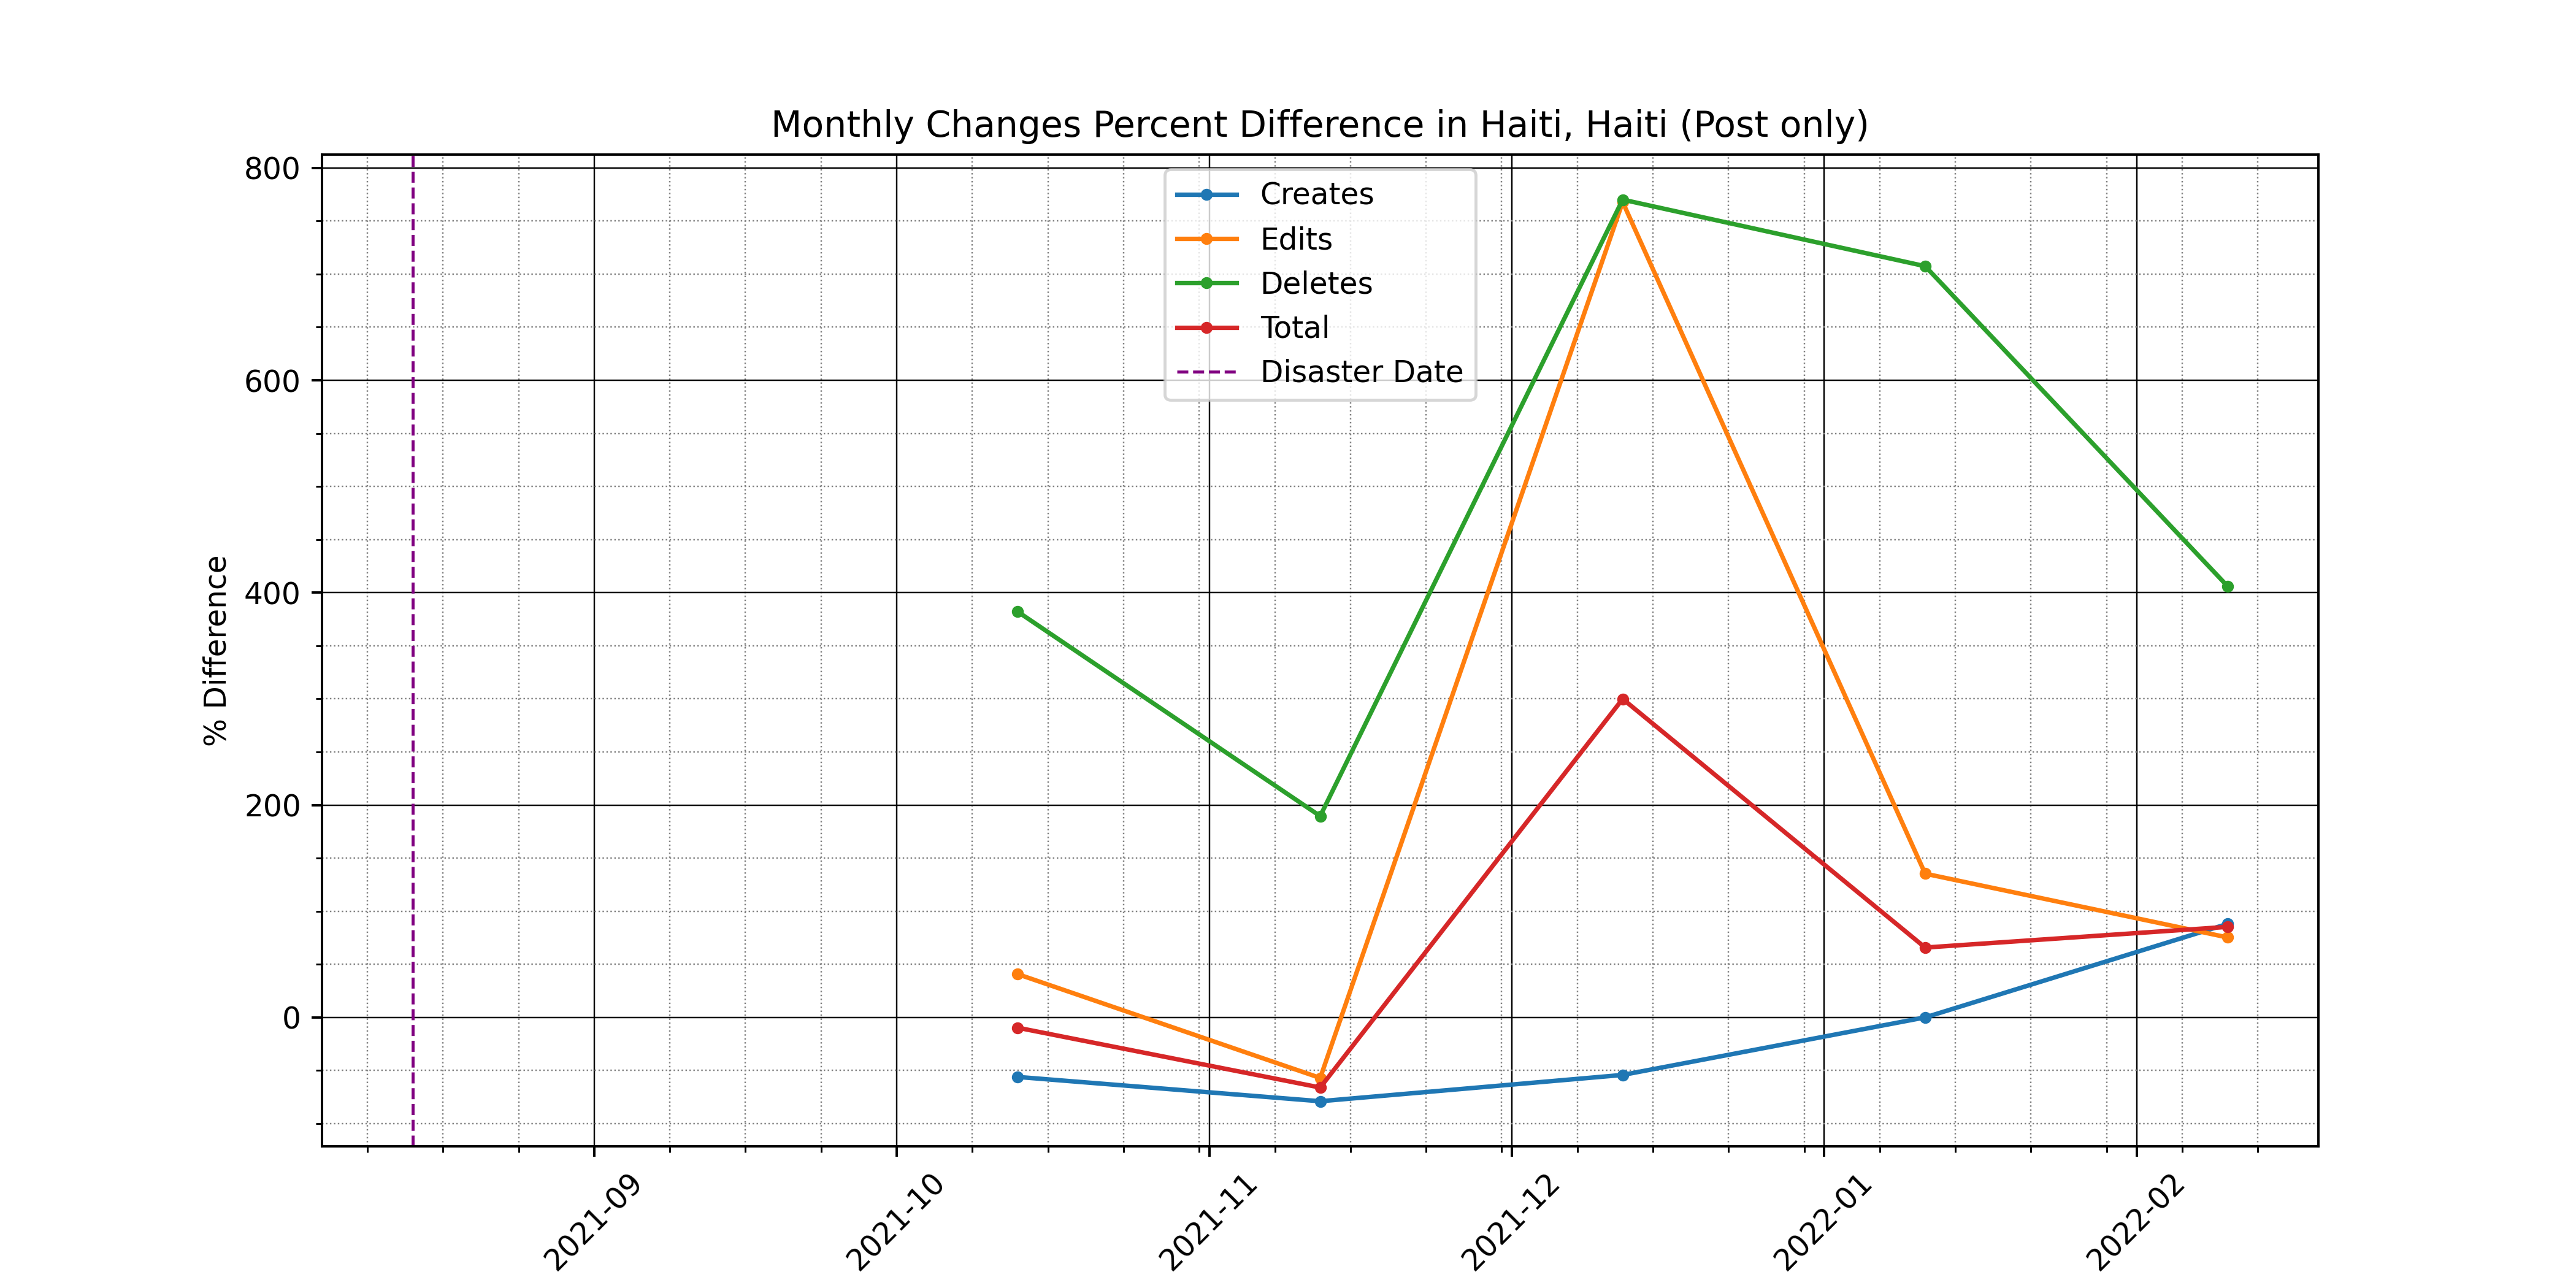 Monthly Changes Percent Difference in Haiti, Haiti (Post only)
800
600
400
200
0
% Difference
Creates
Edits
Deletes
Total
Disaster Date
2021-09
2021-10
2021-11
2021-12
2022-01
2022-02